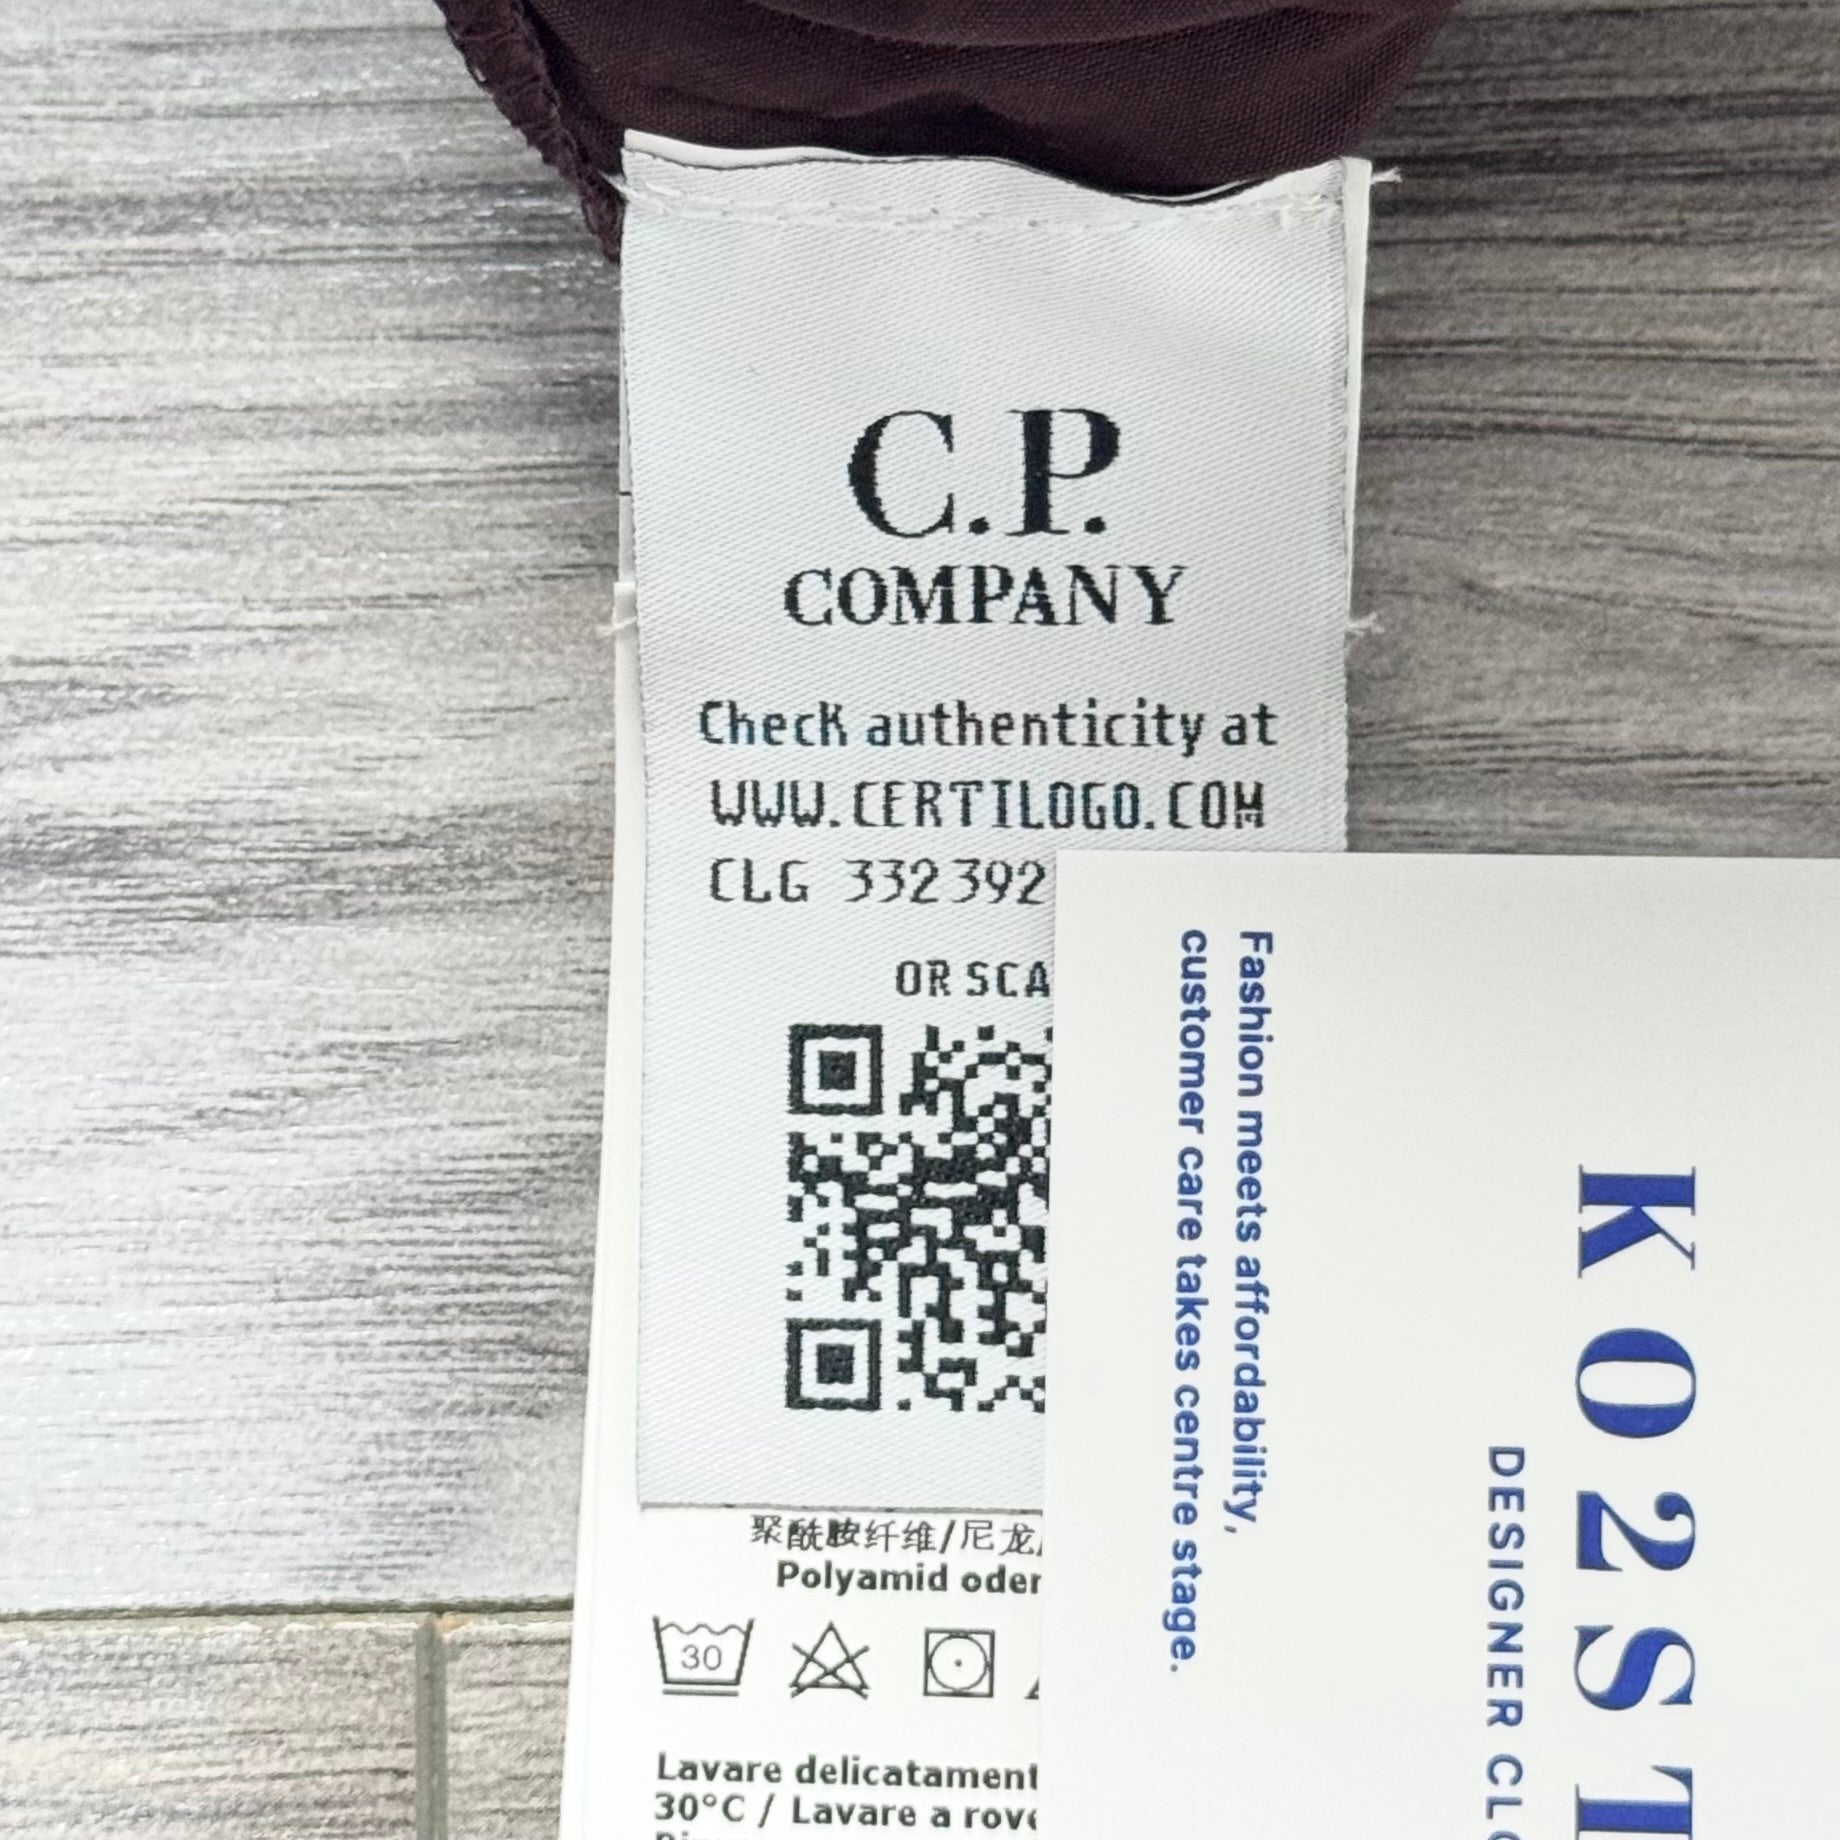 C.P.
COMPANY
Check authenticity at
WWW.CERTILOGO.COM
CLG 332392
OR SCA
聚酰胺纤维/尼龙/
Polyamid oder
30
Lavare delicatament
30°C / Lavare a rove
Fashion meets affordability,
customer care takes centre stage.
KO2ST
DESIGNER CLO